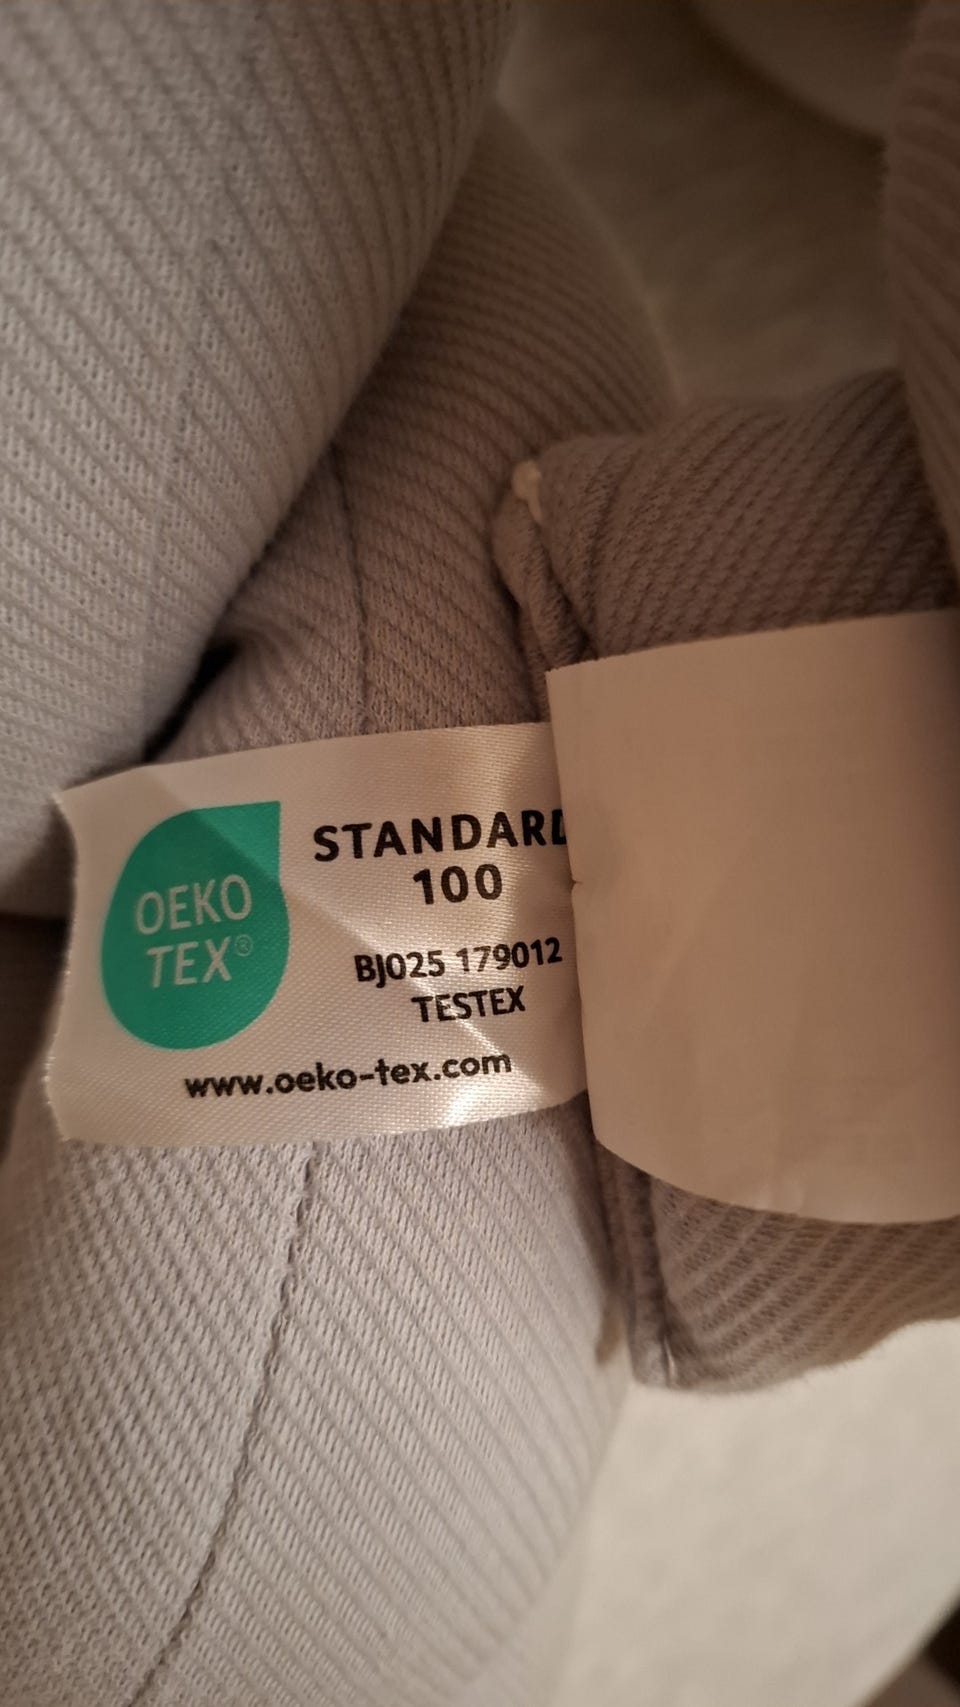 OEKO
TEX®
STANDARD
100
BJ025 179012
TESTEX
www.oeko-tex.com